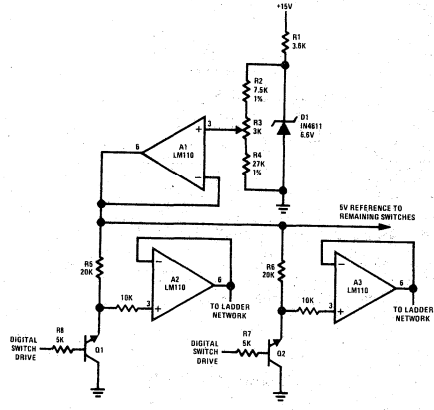 +15V
R1
3.6K
R2
7.5K
1%
R3
3K
R4
27K
1%
D1
IN4611
6.6V
3
+
6
A1
LM110
−
5V REFERENCE TO
REMAINING SWITCHES
R5
20K
−
A2
LM110
6
10K
3
+
TO LADDER
NETWORK
R6
20K
−
A3
LM110
6
10K
3
+
TO LADDER
NETWORK
DIGITAL
SWITCH
DRIVE
R8
5K
Q1
DIGITAL
SWITCH
DRIVE
R7
5K
Q2